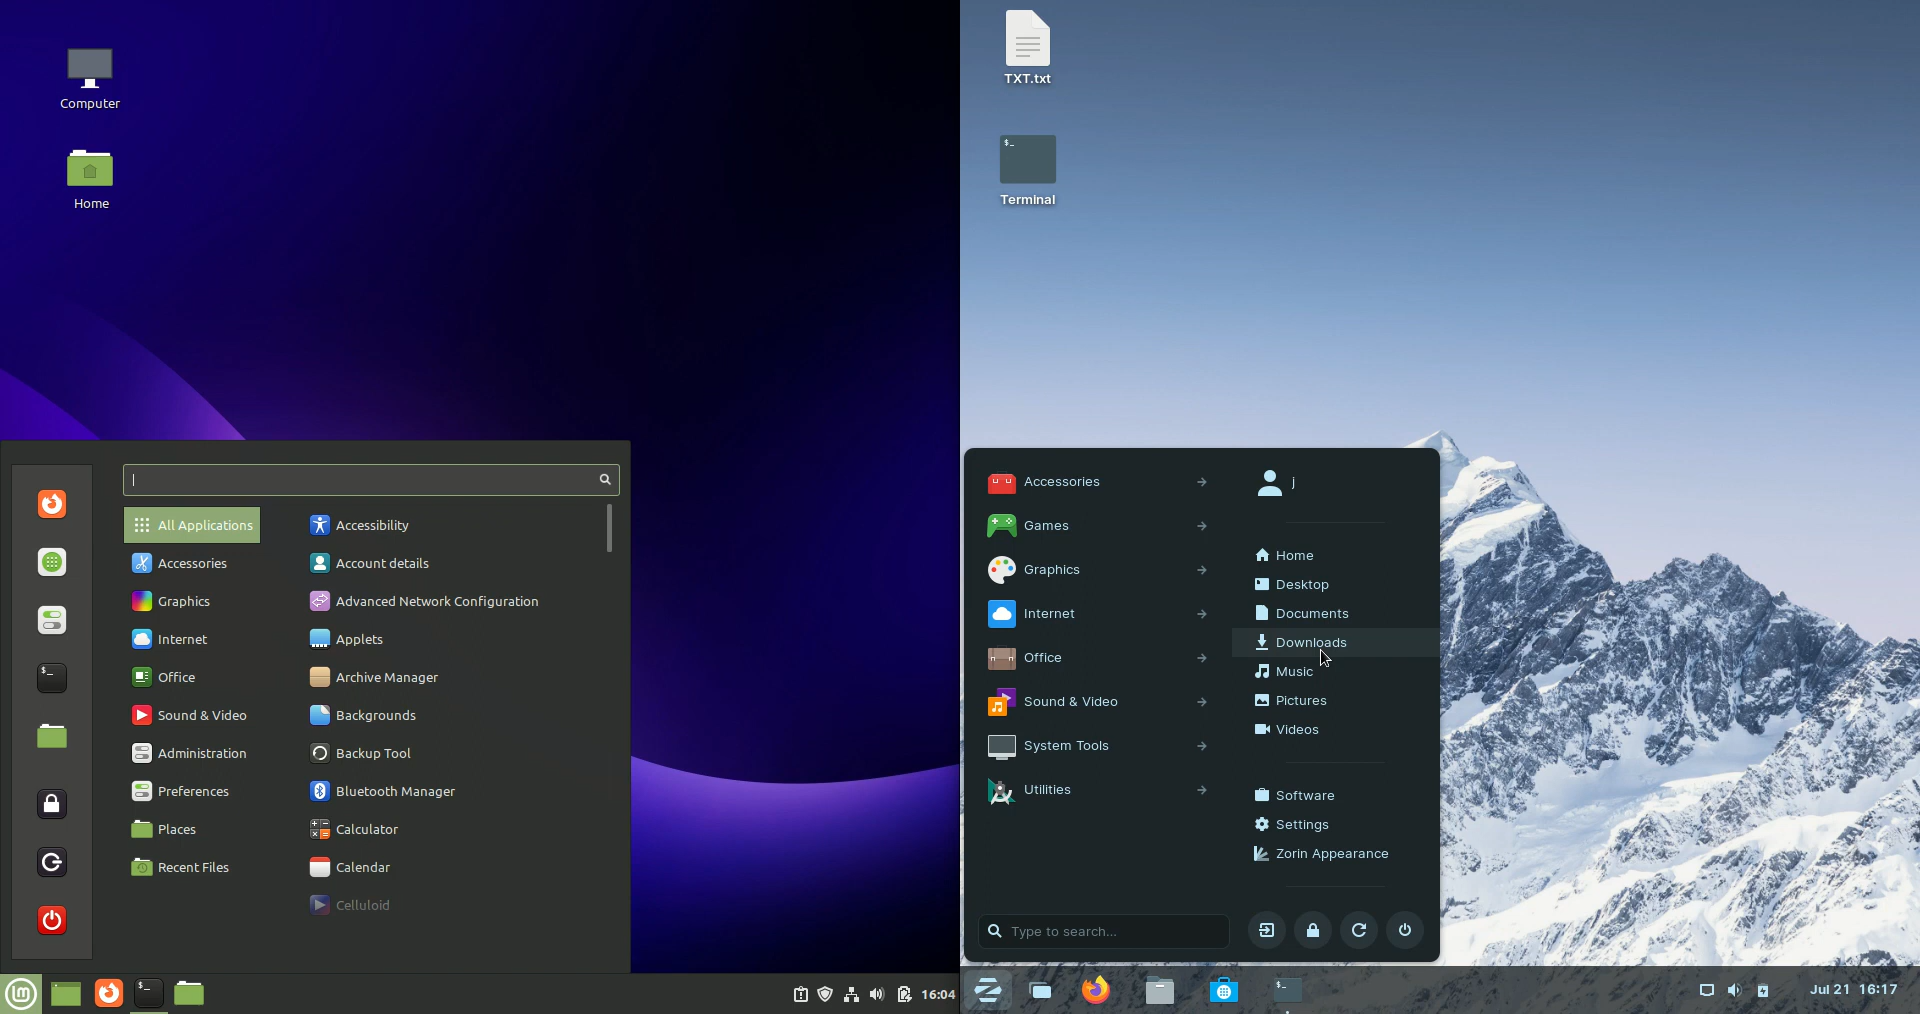 Computer
Home
All Applications
Accessories
Graphics
Internet
Office
Sound & Video
Administration
Preferences
Places
Recent Files
Accessibility
Account details
Advanced Network Configuration
Applets
Archive Manager
Backgrounds
Backup Tool
Bluetooth Manager
Calculator
Calendar
Celluloid
$_
lm
$_
16:04
TXT.txt
$_
Terminal
Accessories
Games
Graphics
Internet
Office
Sound & Video
System Tools
Utilities
Type to search...
j
Home
Desktop
Documents
Downloads
Music
Pictures
Videos
Software
Settings
Zorin Appearance
$_
Jul 21 16:17